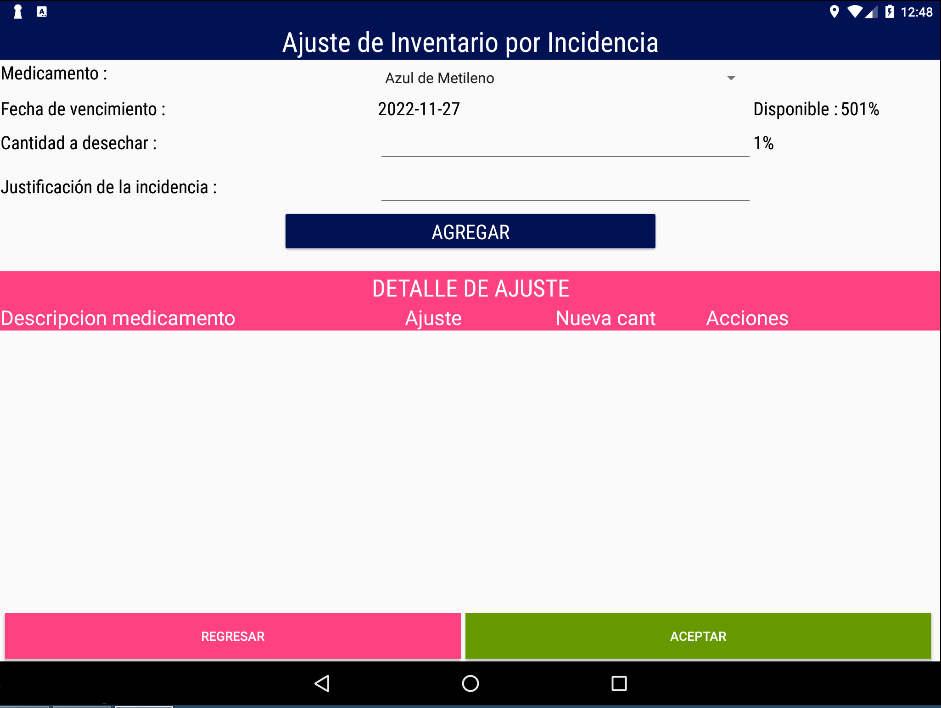 12:48
Ajuste de Inventario por Incidencia
Medicamento : Azul de Metileno
Fecha de vencimiento : 2022-11-27 Disponible : 501%
Cantidad a desechar : 1%
Justificación de la incidencia :
AGREGAR
DETALLE DE AJUSTE
Descripcion medicamento Ajuste Nueva cant Acciones
REGRESAR ACEPTAR